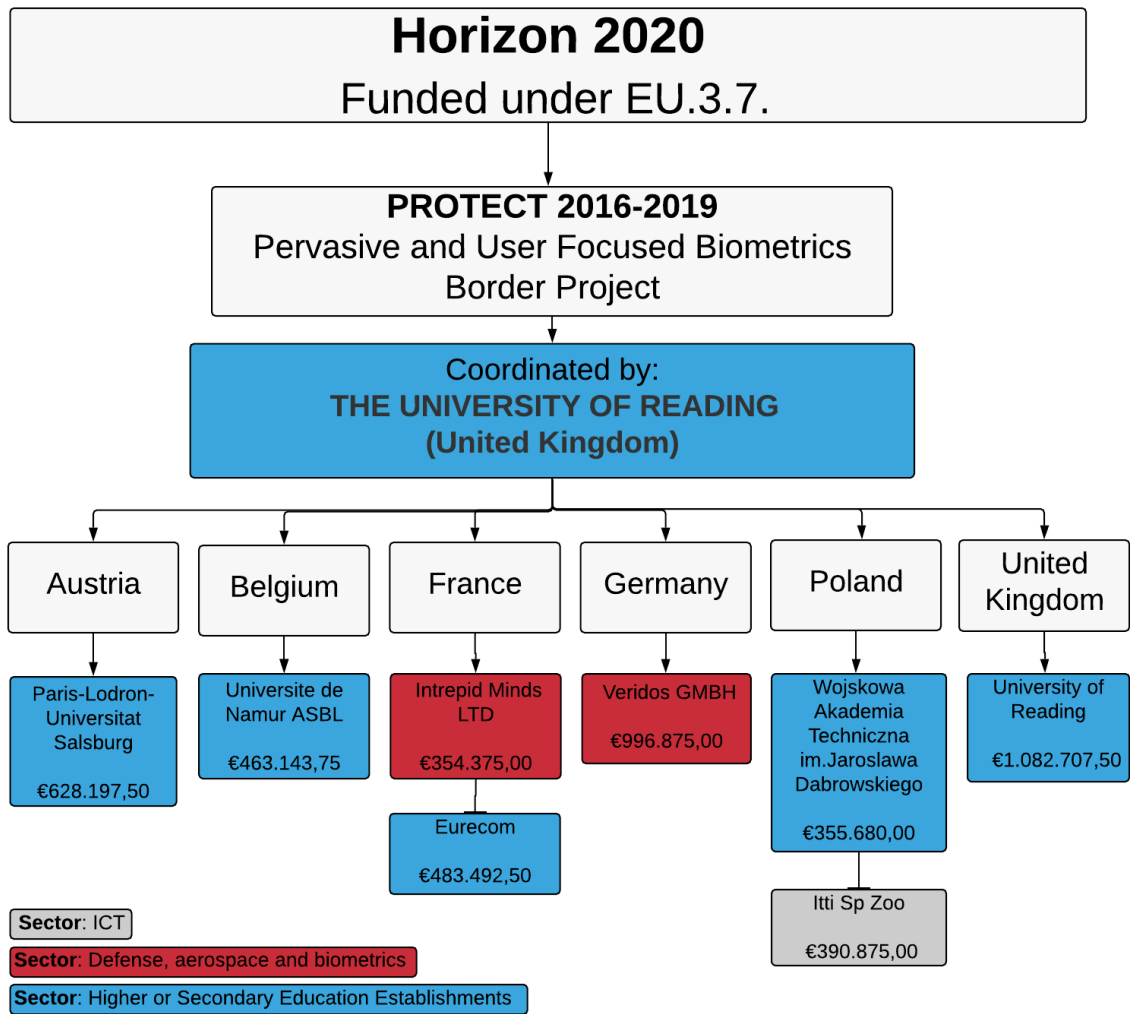 Horizon 2020
Funded under EU.3.7.
PROTECT 2016-2019
Pervasive and User Focused Biometrics
Border Project
Coordinated by:
THE UNIVERSITY OF READING
(United Kingdom)
Austria
Belgium
France
Germany
Poland
United
Kingdom
Paris-Lodron-
Universitat
Salsburg
€628.197,50
Universite de
Namur ASBL
€463.143,75
Intrepid Minds
LTD
€354.375,00
Eurecom
€483.492,50
Veridos GMBH
€996.875,00
Wojskowa
Akademia
Techniczna
im.Jaroslawa
Dabrowskiego
€355.680,00
Itti Sp Zoo
€390.875,00
University of
Reading
€1.082.707,50
Sector: ICT
Sector: Defense, aerospace and biometrics
Sector: Higher or Secondary Education Establishments